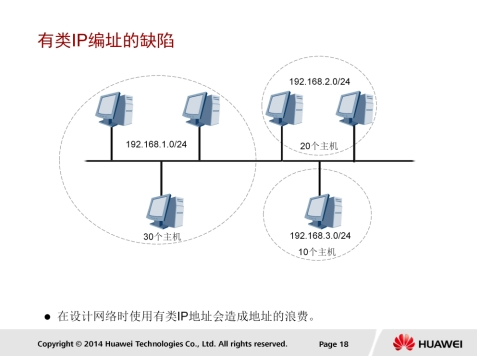 有类IP编址的缺陷
192.168.2.0/24
192.168.1.0/24
20个主机
30个主机
192.168.3.0/24
10个主机
在设计网络时使用有类IP地址会造成地址的浪费。
Copyright © 2014 Huawei Technologies Co., Ltd. All rights reserved.
Page 18
HUAWEI